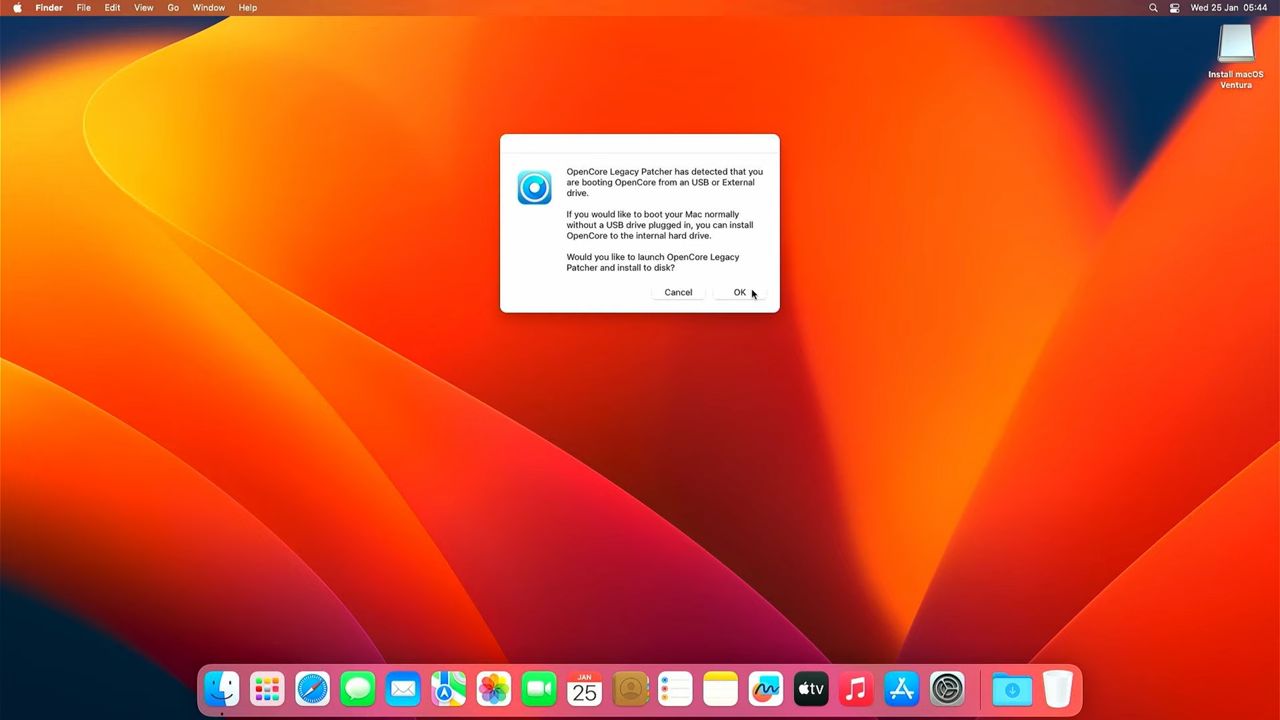 Finder File Edit View Go Window Help Wed 25 Jan 05:44
Install macOS
Ventura
OpenCore Legacy Patcher has detected that you
are booting OpenCore from an USB or External
drive.
If you would like to boot your Mac normally
without a USB drive plugged in, you can install
OpenCore to the internal hard drive.
Would you like to launch OpenCore Legacy
Patcher and install to disk?
Cancel OK
JAN
25
tv